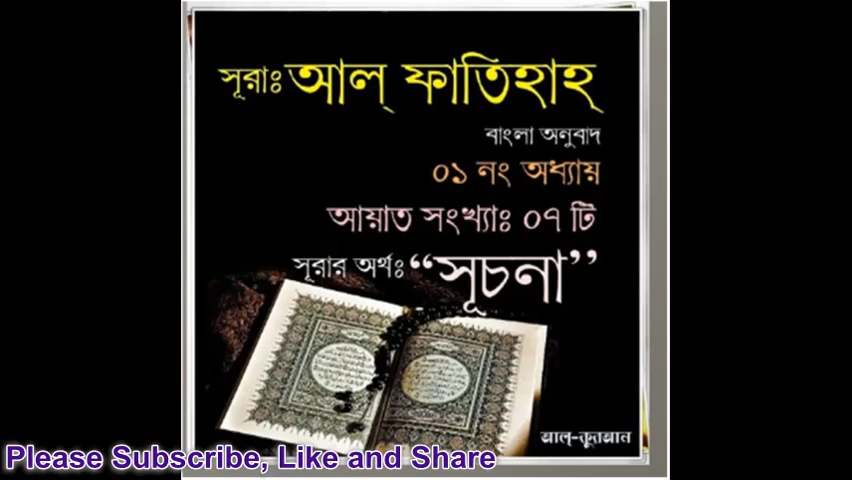 সূরাঃ আল্ ফাতিহাহ্
বাংলা অনুবাদ
০১ নং অধ্যায়
আয়াত সংখ্যাঃ ০৭ টি
সূরার অর্থঃ “সূচনা”
আল্-কুরআন
Please Subscribe, Like and Share